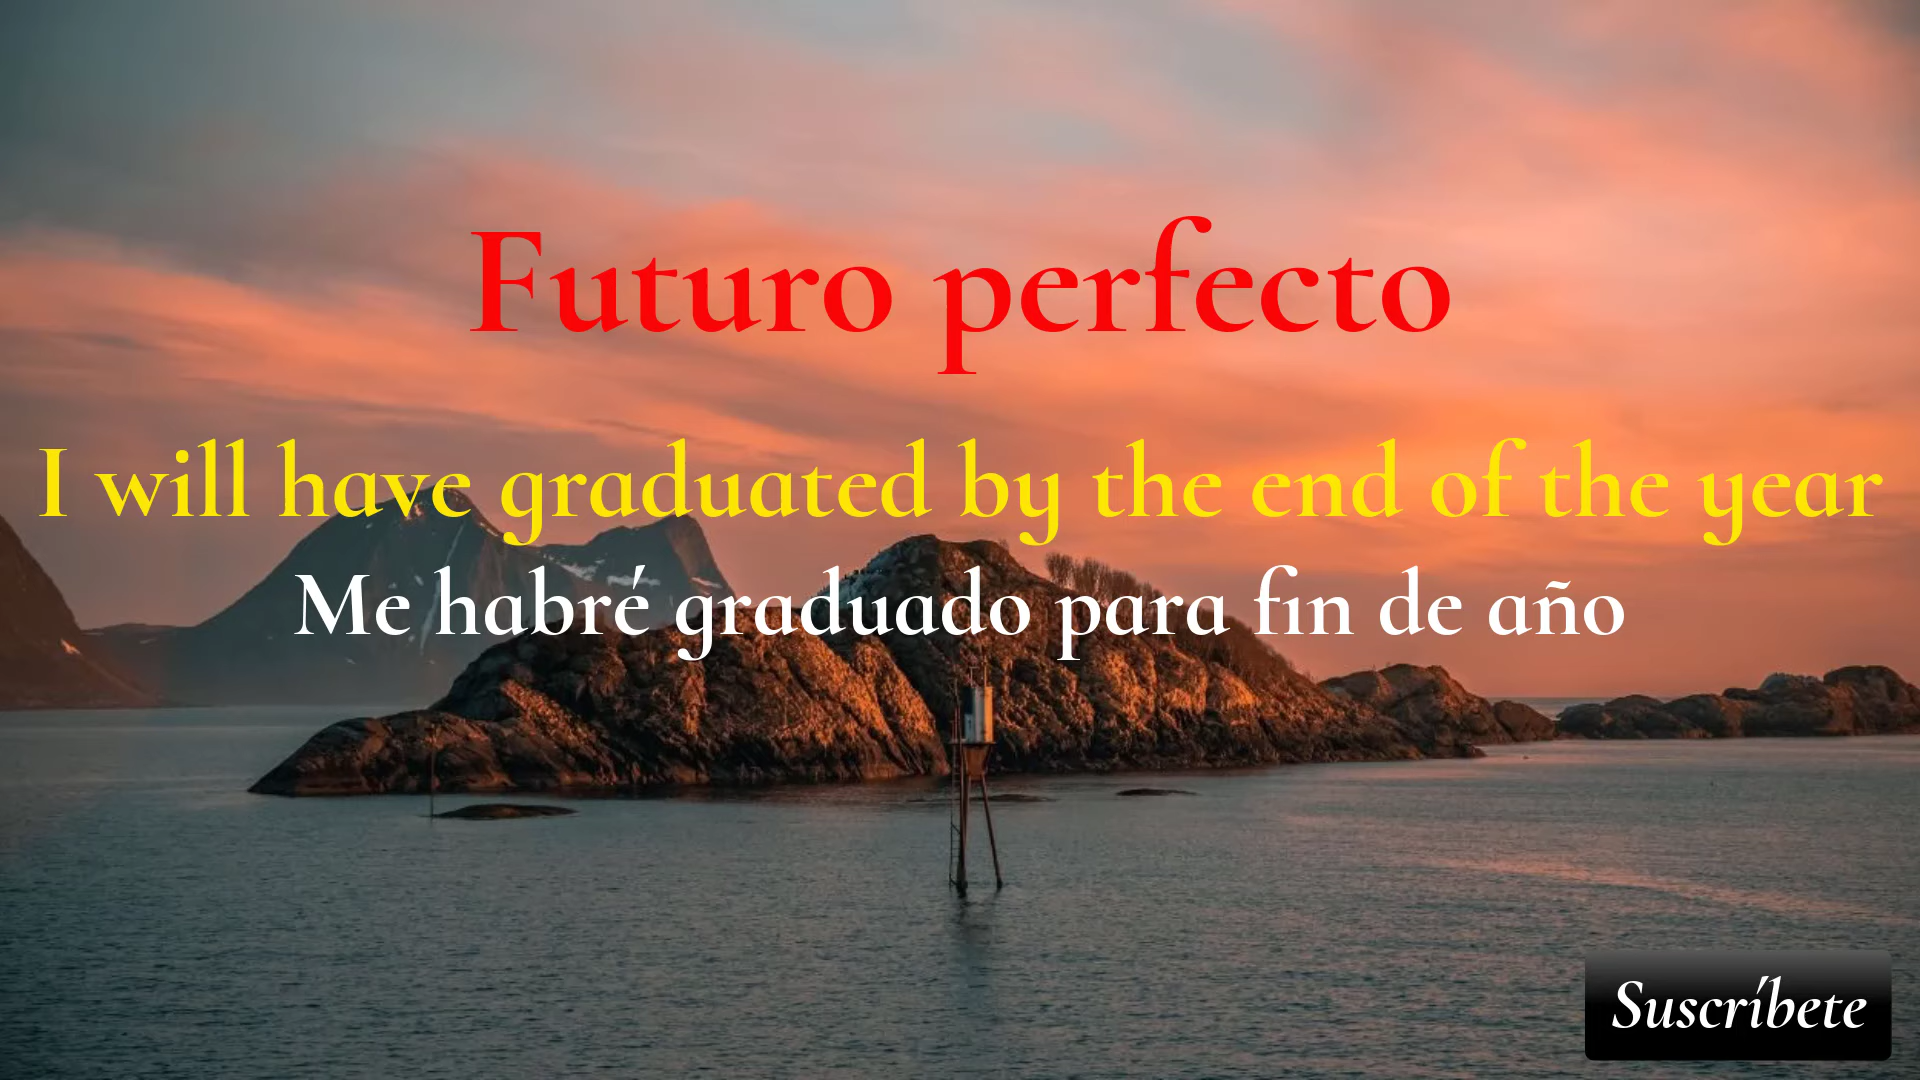 Futuro perfecto
I will have graduated by the end of the year
Me habré graduado para fin de año
Suscríbete